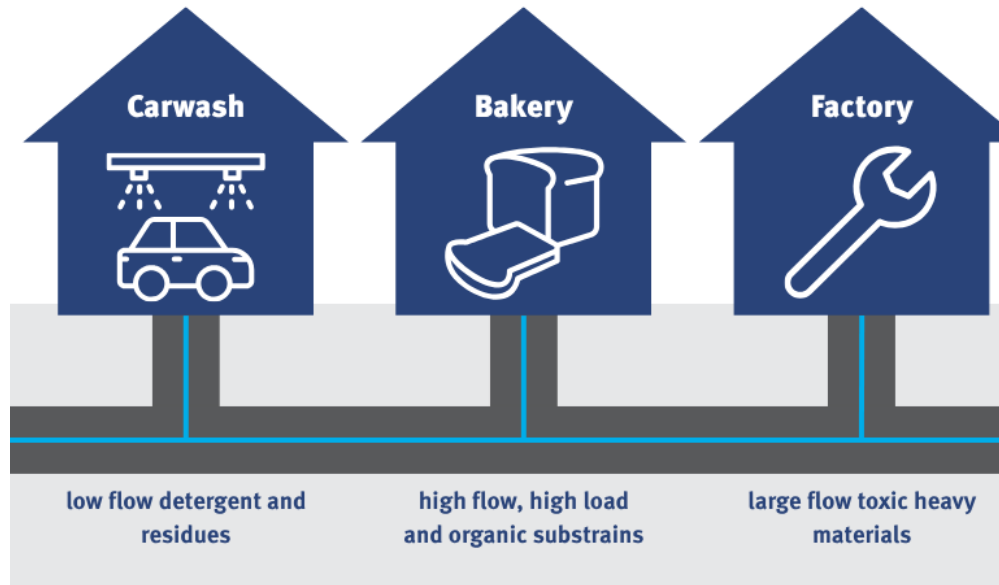 Carwash
Bakery
Factory
low flow detergent and
residues
high flow, high load
and organic substrains
large flow toxic heavy
materials